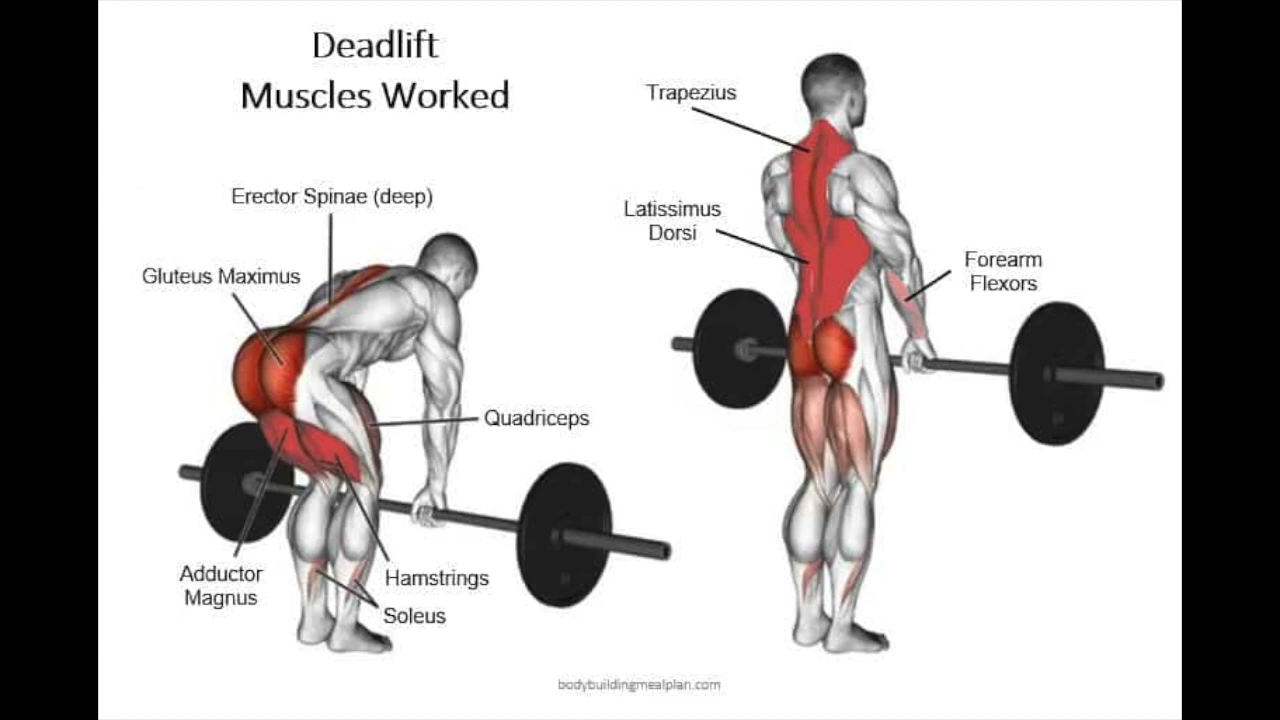 Deadlift
Muscles Worked
Erector Spinae (deep)
Gluteus Maximus
Quadriceps
Adductor
Magnus
Hamstrings
Soleus
Trapezius
Latissimus
Dorsi
Forearm
Flexors
bodybuildingmealplan.com